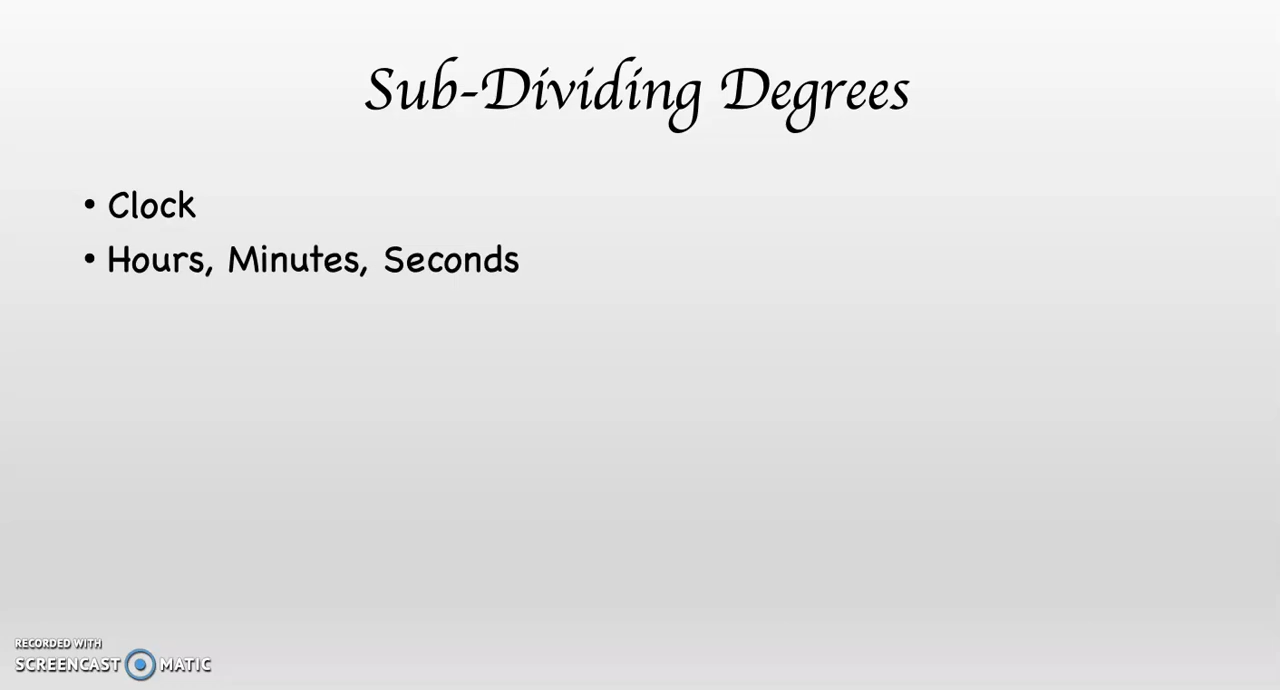 Sub-Dividing Degrees
• Clock
• Hours, Minutes, Seconds
RECORDED WITH
SCREENCAST MATIC